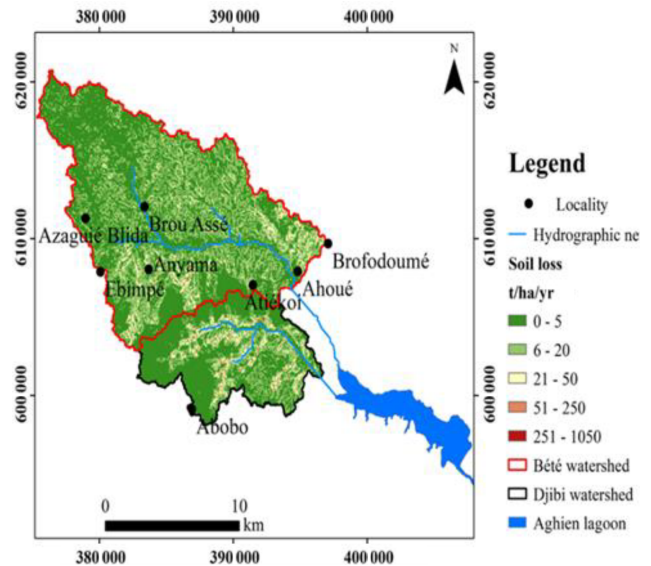 380 000 390 000 400 000
620 000 620 000
N
Legend
Locality
Brou Assé
Azaguie Blida
610 000 610 000
Hydrographic ne
Brofodoumé
Anyama
Ebimpé
Ahoué
Atiékoi
Soil loss
t/ha/yr
0 - 5
6 - 20
21 - 50
51 - 250
251 - 1050
600 000 600 000
Abobo
Bété watershed
Djibi watershed
Aghien lagoon
0 10
km
380 000 390 000 400 000